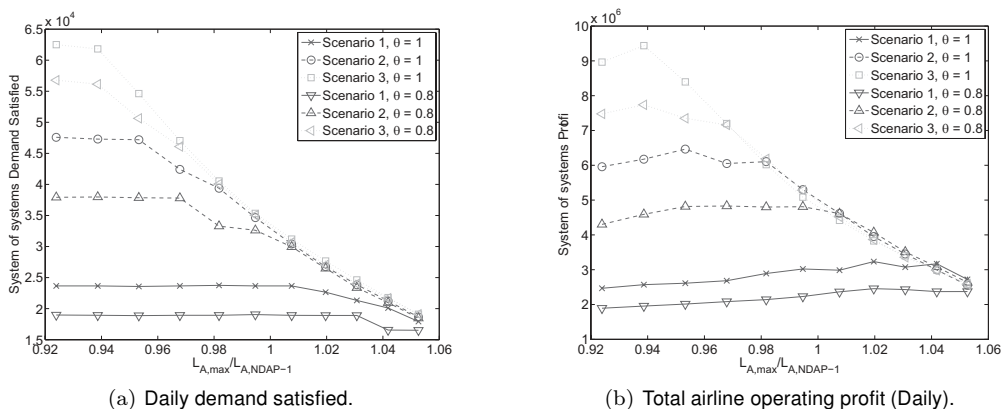 x 10⁴
6.5
6
5.5
5
4.5
4
3.5
3
2.5
2
1.5
0.92
0.94
0.96
0.98
1
1.02
1.04
1.06
System of systems Demand Satisfied
L_A,max/L_A,NDAP−1
Scenario 1, θ = 1
Scenario 2, θ = 1
Scenario 3, θ = 1
Scenario 1, θ = 0.8
Scenario 2, θ = 0.8
Scenario 3, θ = 0.8
(a) Daily demand satisfied.
x 10⁶
10
9
8
7
6
5
4
3
2
1
0.92
0.94
0.96
0.98
1
1.02
1.04
1.06
System of systems Profi
L_A,max/L_A,NDAP−1
Scenario 1, θ = 1
Scenario 2, θ = 1
Scenario 3, θ = 1
Scenario 1, θ = 0.8
Scenario 2, θ = 0.8
Scenario 3, θ = 0.8
(b) Total airline operating profit (Daily).